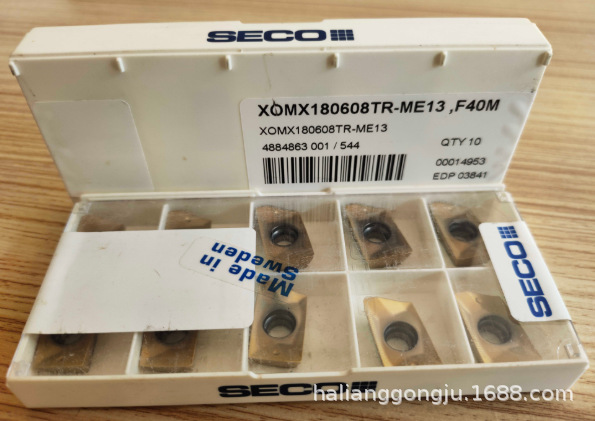 SECO
XOMX180608TR-ME13 ,F40M
XOMX180608TR-ME13
4884863 001 / 544
QTY 10
00014953
EDP 03841
Made in
Sweden
SECO
SECO
halianggongju.1688.com